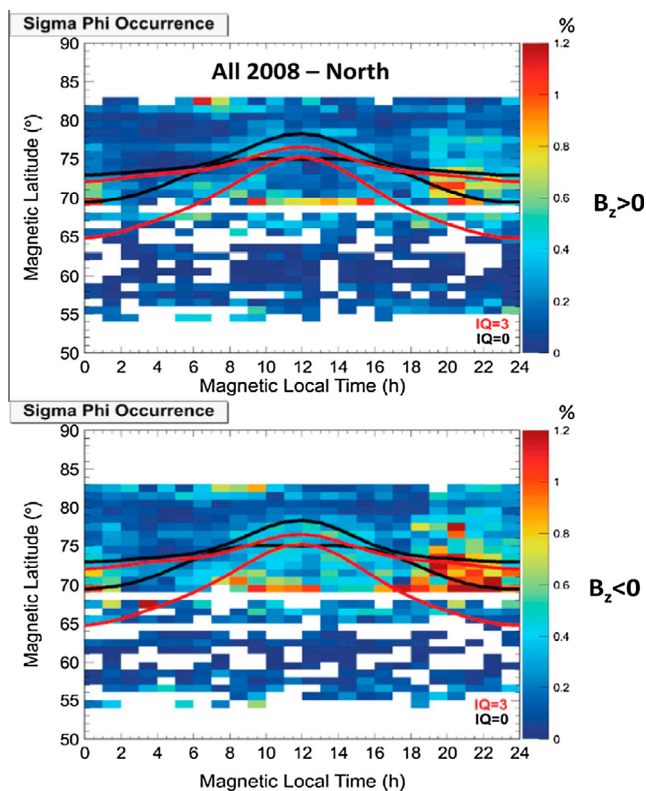 Sigma Phi Occurrence
%
90
All 2008 – North
1.2
85
80
1
75
0.8
70
Bz>0
0.6
65
0.4
60
0.2
55
IQ=3
IQ=0
0
50
0 2 4 6 8 10 12 14 16 18 20 22 24
Magnetic Latitude (°)
Magnetic Local Time (h)
Sigma Phi Occurrence
%
90
1.2
85
80
1
75
0.8
70
Bz<0
0.6
65
0.4
60
0.2
55
IQ=3
IQ=0
0
50
0 2 4 6 8 10 12 14 16 18 20 22 24
Magnetic Latitude (°)
Magnetic Local Time (h)